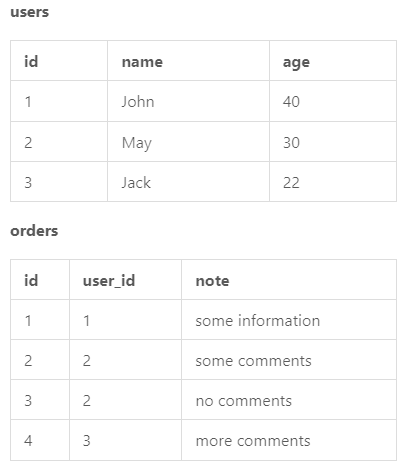 users
id name age
1 John 40
2 May 30
3 Jack 22
orders
id user_id note
1 1 some information
2 2 some comments
3 2 no comments
4 3 more comments